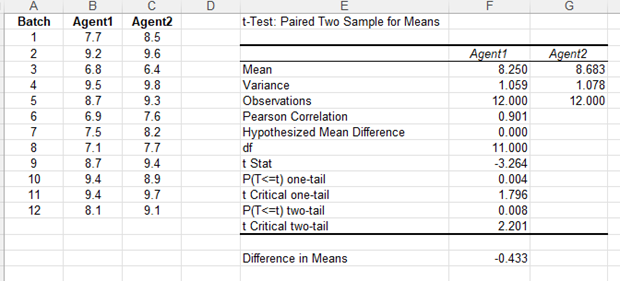 A B C D E F G
Batch Agent1 Agent2 t-Test: Paired Two Sample for Means
1 7.7 8.5
2 9.2 9.6 Agent1 Agent2
3 6.8 6.4 Mean 8.250 8.683
4 9.5 9.8 Variance 1.059 1.078
5 8.7 9.3 Observations 12.000 12.000
6 6.9 7.6 Pearson Correlation 0.901
7 7.5 8.2 Hypothesized Mean Difference 0.000
8 7.1 7.7 df 11.000
9 8.7 9.4 t Stat -3.264
10 9.4 8.9 P(T<=t) one-tail 0.004
11 9.4 9.7 t Critical one-tail 1.796
12 8.1 9.1 P(T<=t) two-tail 0.008
t Critical two-tail 2.201
Difference in Means -0.433